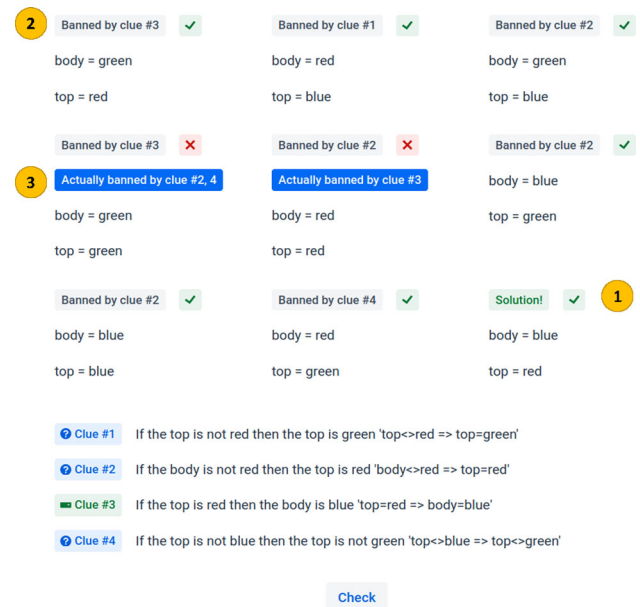 2 Banned by clue #3 Banned by clue #1 Banned by clue #2
body = green body = red body = green
top = red top = blue top = blue
Banned by clue #3 Banned by clue #2 Banned by clue #2
3 Actually banned by clue #2, 4 Actually banned by clue #3 body = blue
body = green body = red top = green
top = green top = red
Banned by clue #2 Banned by clue #4 Solution! 1
body = blue body = red body = blue
top = blue top = green top = red
Clue #1 If the top is not red then the top is green 'top<>red => top=green'
Clue #2 If the body is not red then the top is red 'body<>red => top=red'
Clue #3 If the top is red then the body is blue 'top=red => body=blue'
Clue #4 If the top is not blue then the top is not green 'top<>blue => top<>green'
Check